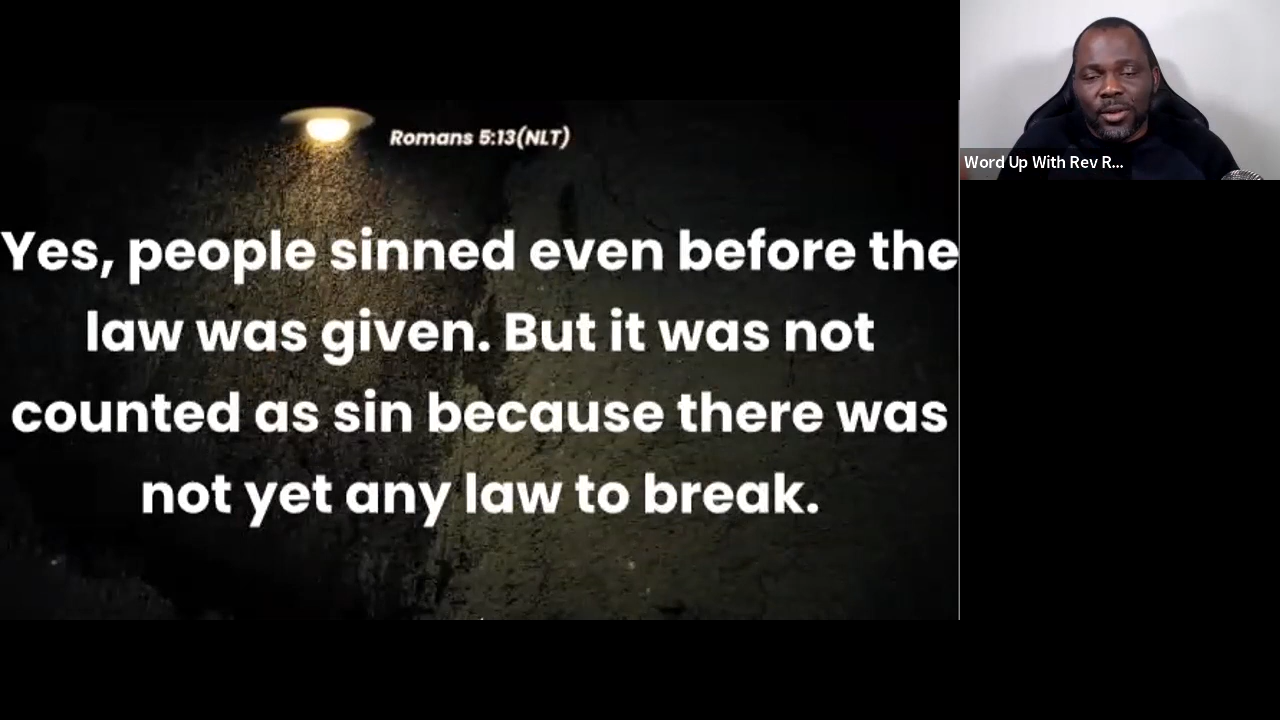 Romans 5:13(NLT)
Yes, people sinned even before the
law was given. But it was not
counted as sin because there was
not yet any law to break.
Word Up With Rev R...